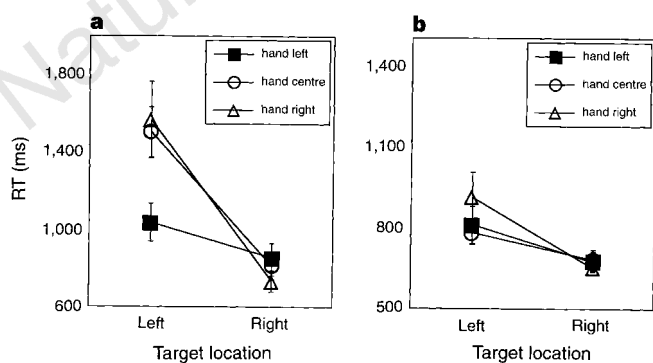 a
b
Natur
hand left
hand centre
hand right
1,800
1,400
1,000
600
RT (ms)
Left
Right
Target location
hand left
hand centre
hand right
1,400
1,100
800
500
Left
Right
Target location